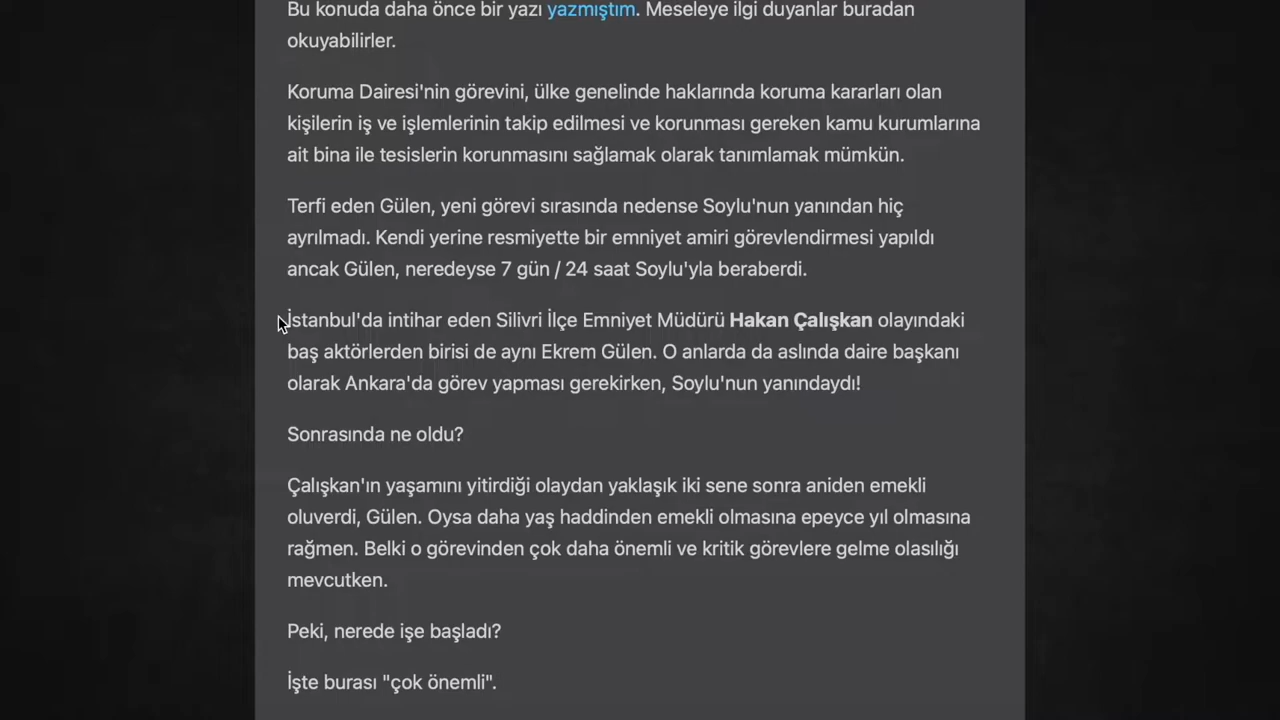 Bu konuda daha önce bir yazı yazmıştım. Meseleye ilgi duyanlar buradan
okuyabilirler.
Koruma Dairesi'nin görevini, ülke genelinde haklarında koruma kararları olan
kişilerin iş ve işlemlerinin takip edilmesi ve korunması gereken kamu kurumlarına
ait bina ile tesislerin korunmasını sağlamak olarak tanımlamak mümkün.
Terfi eden Gülen, yeni görevi sırasında nedense Soylu'nun yanından hiç
ayrılmadı. Kendi yerine resmiyette bir emniyet amiri görevlendirmesi yapıldı
ancak Gülen, neredeyse 7 gün / 24 saat Soylu'yla beraberdi.
İstanbul'da intihar eden Silivri İlçe Emniyet Müdürü Hakan Çalışkan olayındaki
baş aktörlerden birisi de aynı Ekrem Gülen. O anlarda da aslında daire başkanı
olarak Ankara'da görev yapması gerekirken, Soylu'nun yanındaydı!
Sonrasında ne oldu?
Çalışkan'ın yaşamını yitirdiği olaydan yaklaşık iki sene sonra aniden emekli
oluverdi, Gülen. Oysa daha yaş haddinden emekli olmasına epeyce yıl olmasına
rağmen. Belki o görevinden çok daha önemli ve kritik görevlere gelme olasılığı
mevcutken.
Peki, nerede işe başladı?
İşte burası "çok önemli".